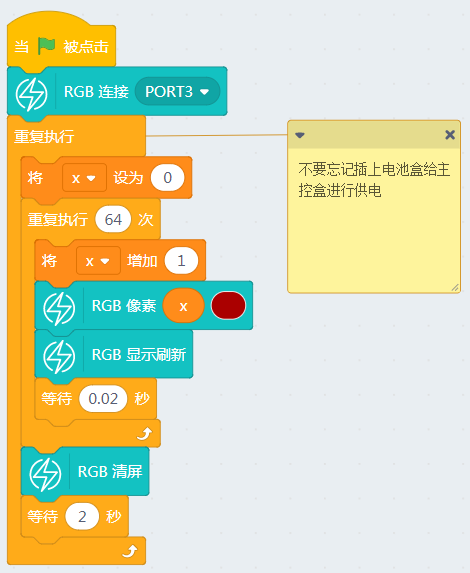 当 被点击
RGB 连接 PORT3
重复执行
不要忘记插上电池盒给主
控盒进行供电
将 x 设为 0
重复执行 64 次
将 x 增加 1
RGB 像素 x
RGB 显示刷新
等待 0.02 秒
RGB 清屏
等待 2 秒